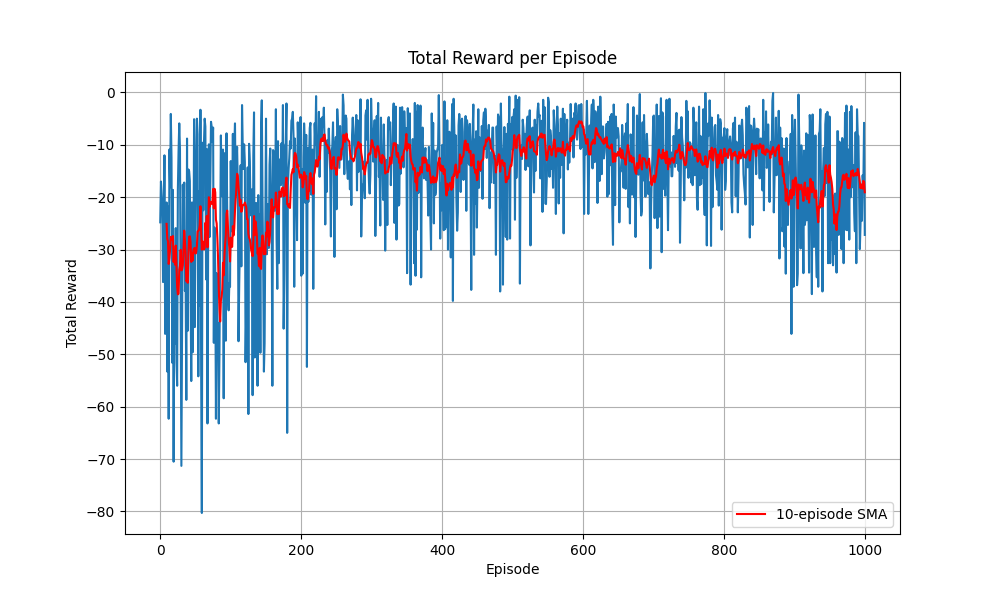 Total Reward per Episode
Total Reward
0
−10
−20
−30
−40
−50
−60
−70
−80
10-episode SMA
0 200 400 600 800 1000
Episode